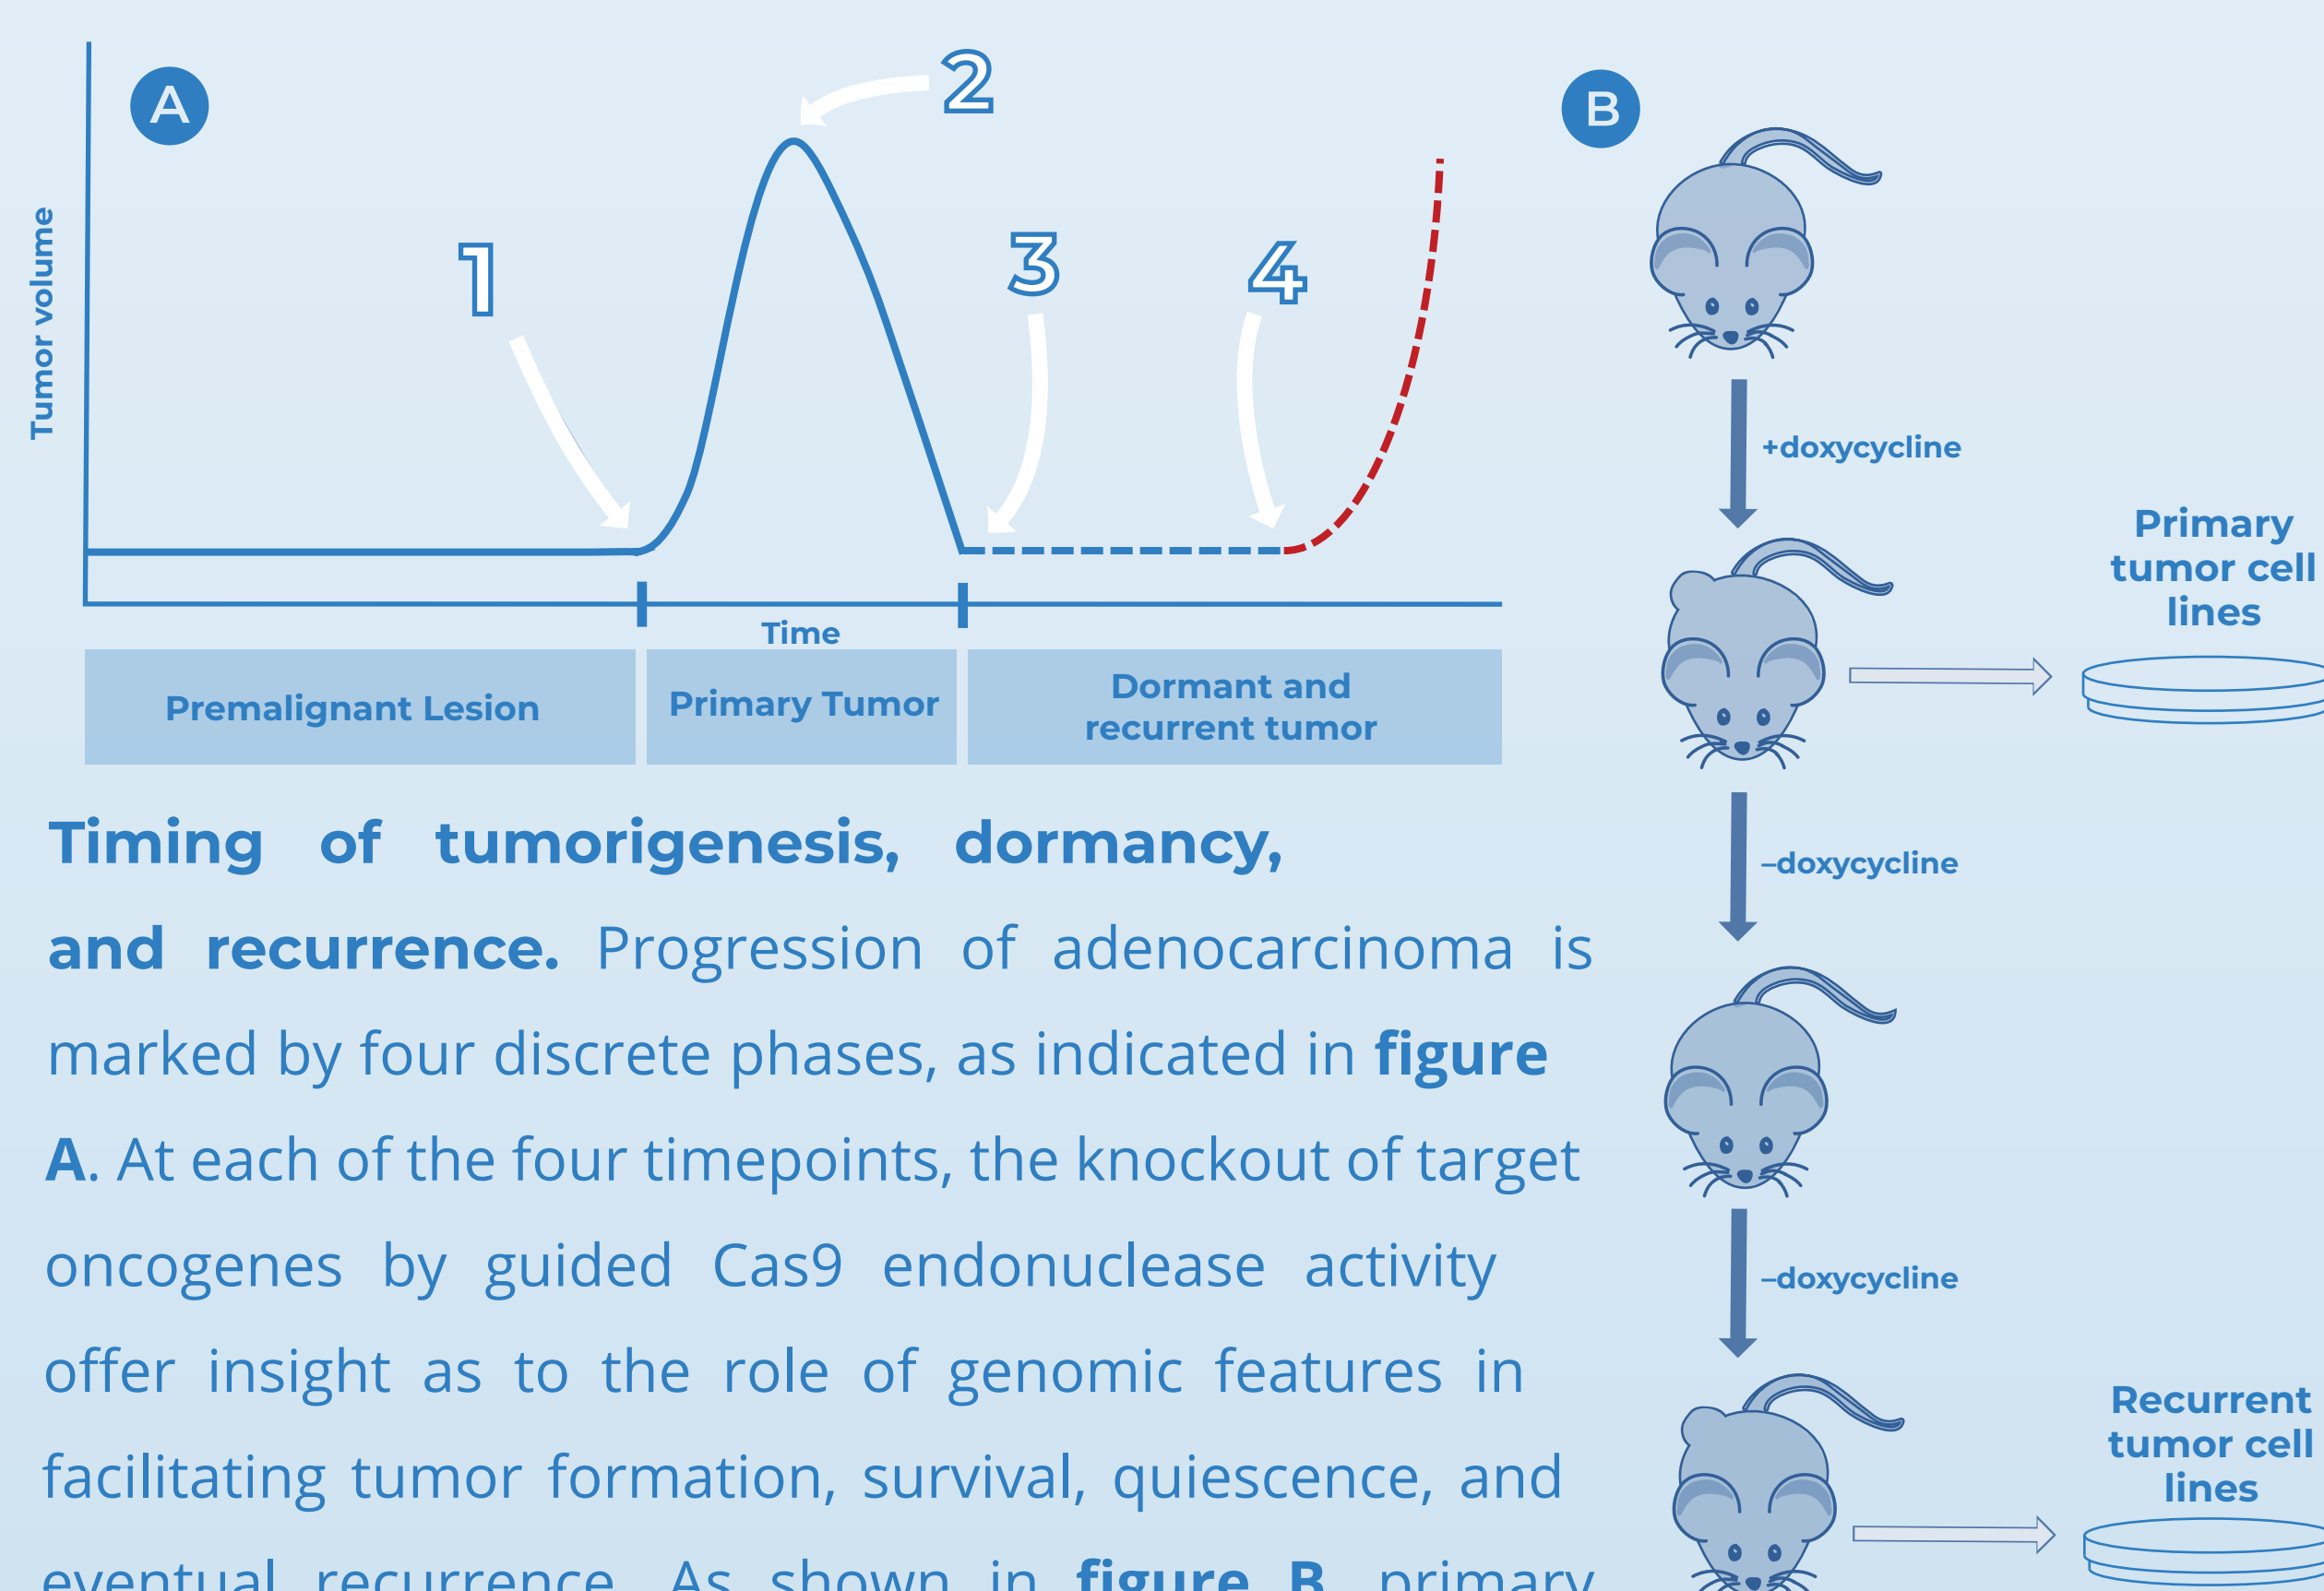 A
Tumor volume
1
2
3
4
Time
Premalignant Lesion
Primary Tumor
Dormant and
recurrent tumor
Timing of tumorigenesis, dormancy,
and recurrence. Progression of adenocarcinoma is
marked by four discrete phases, as indicated in figure
A. At each of the four timepoints, the knockout of target
oncogenes by guided Cas9 endonuclease activity
offer insight as to the role of genomic features in
facilitating tumor formation, survival, quiescence, and
eventual recurrence. As shown in figure B, primary
B
+doxycycline
Primary
tumor cell
lines
–doxycycline
–doxycycline
Recurrent
tumor cell
lines